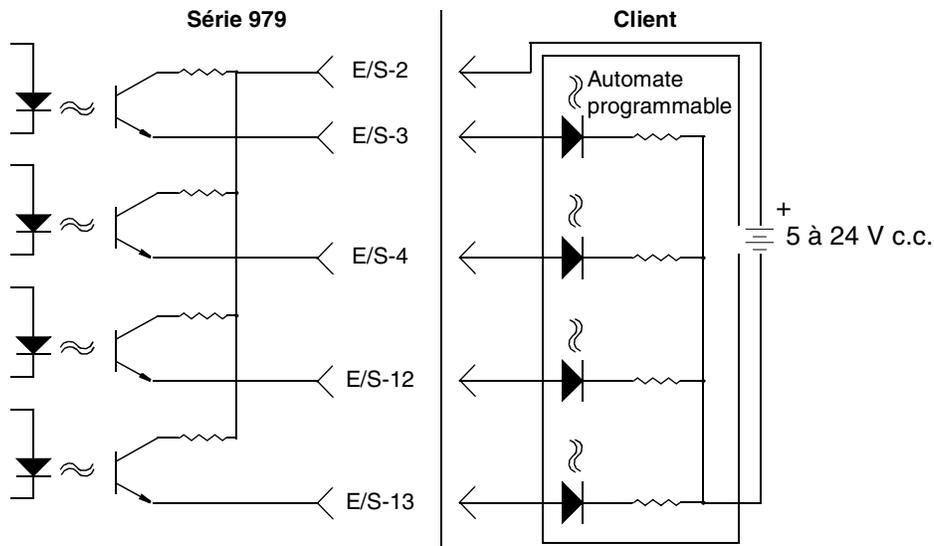 Série 979
Client
E/S-2
Automate
programmable
E/S-3
+
5 à 24 V c.c.
E/S-4
E/S-12
E/S-13